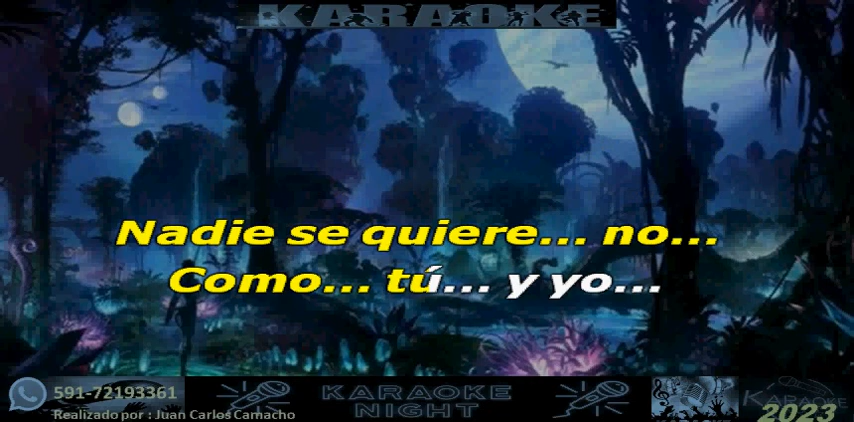 KARAOKE
Nadie se quiere... no...
Como... tú... y yo...
591-72193361
Realizado por : Juan Carlos Camacho
KARAOKE
NIGHT
KARAOKE
2023